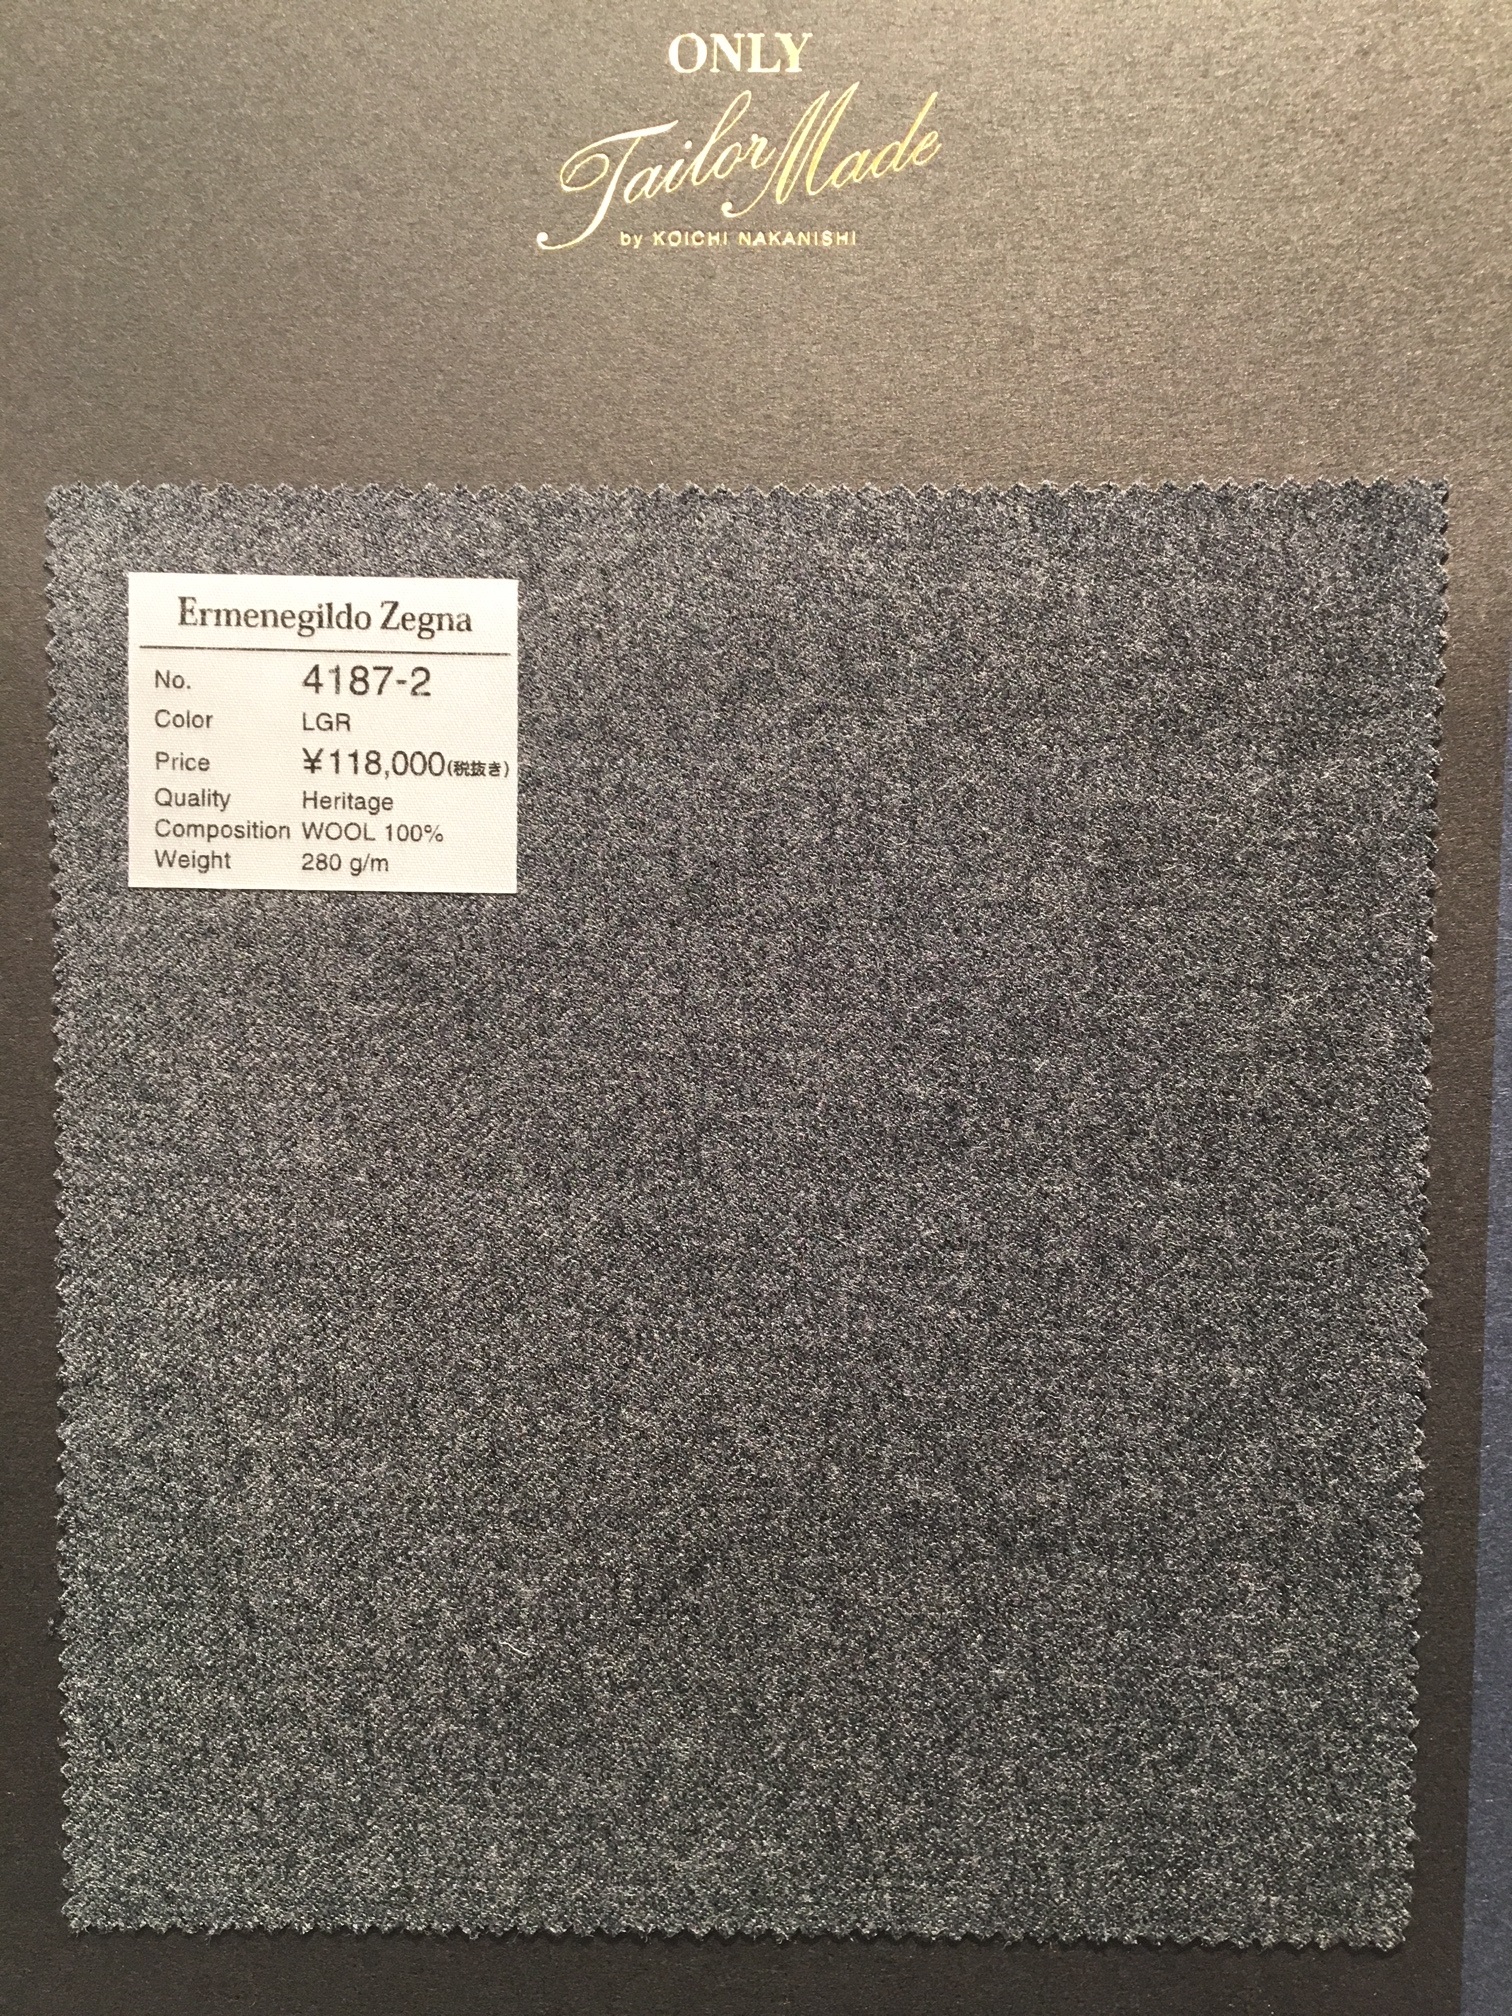 ONLY
Tailor Made
by KOICHI NAKANISHI
Ermenegildo Zegna
No. 4187-2
Color LGR
Price ¥118,000(税抜き)
Quality Heritage
Composition WOOL 100%
Weight 280 g/m